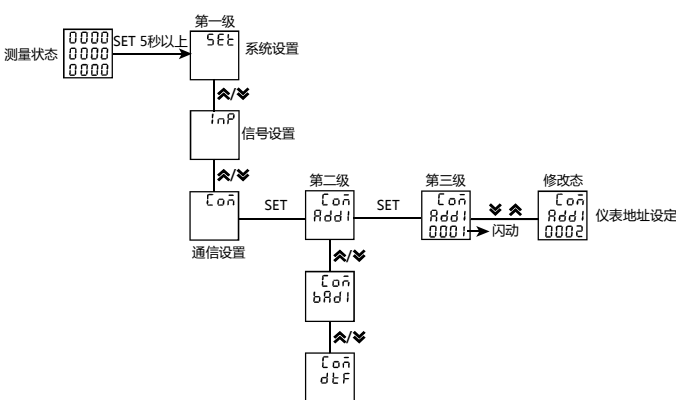 第一级
测量状态
0000
0000
0000
SET 5秒以上
SEt
系统设置
InP
信号设置
Con
通信设置
SET
第二级
Con
Add1
SET
第三级
Con
Add1
0001
闪动
修改态
Con
Add1
0002
仪表地址设定
Con
bAd1
Con
dtF